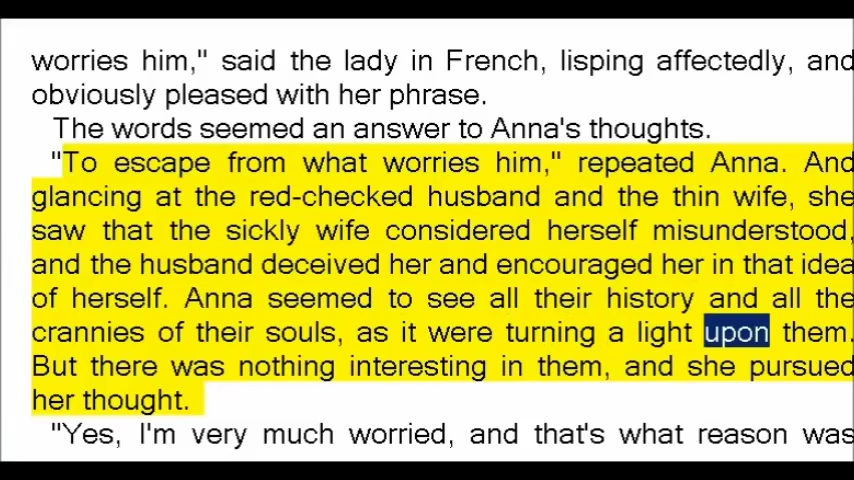 worries him," said the lady in French, lisping affectedly, and
obviously pleased with her phrase.
The words seemed an answer to Anna's thoughts.
"To escape from what worries him," repeated Anna. And
glancing at the red-checked husband and the thin wife, she
saw that the sickly wife considered herself misunderstood,
and the husband deceived her and encouraged her in that idea
of herself. Anna seemed to see all their history and all the
crannies of their souls, as it were turning a light upon them.
But there was nothing interesting in them, and she pursued
her thought.
"Yes, I'm very much worried, and that's what reason was